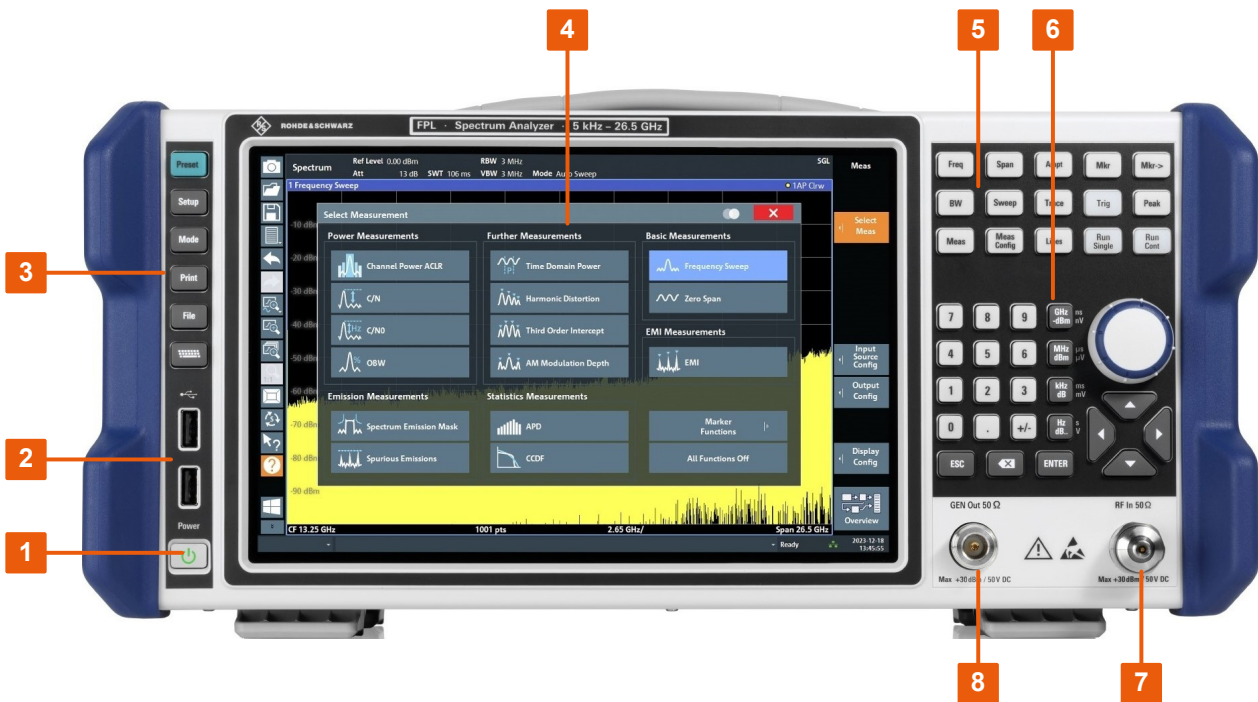 4
5
6
ROHDE&SCHWARZ
FPL · Spectrum Analyzer · 5 kHz – 26.5 GHz
Preset
Setup
Mode
Print
File
3
2
Power
1
Spectrum
Ref Level 0.00 dBm
RBW 3 MHz
SGL
Att 13 dB SWT 106 ms VBW 3 MHz Mode Auto Sweep
1 Frequency Sweep
1AP Clrw
Select Measurement
Power Measurements
Channel Power ACLR
C/N
C/N0
OBW
Further Measurements
Time Domain Power
Harmonic Distortion
Third Order Intercept
AM Modulation Depth
Basic Measurements
Frequency Sweep
Zero Span
EMI Measurements
EMI
Emission Measurements
Spectrum Emission Mask
Spurious Emissions
Statistics Measurements
APD
CCDF
Marker
Functions
All Functions Off
-10 dBm
-20 dBm
-30 dBm
-40 dBm
-50 dBm
-60 dBm
-70 dBm
-80 dBm
-90 dBm
CF 13.25 GHz
1001 pts
2.65 GHz/
Span 26.5 GHz
Ready
2023-12-18
13:45:55
Meas
Select
Meas
Input
Source
Config
Output
Config
Display
Config
Overview
Freq
Span
Ampt
Mkr
Mkr->
BW
Sweep
Trace
Trig
Peak
Meas
Meas
Config
Lines
Run
Single
Run
Cont
7 8 9 GHz -dBm ns nV
4 5 6 MHz dBm µs µV
1 2 3 kHz dB ms mV
0 . +/- Hz dB.. s V
ESC
ENTER
GEN Out 50 Ω
RF In 50 Ω
Max +30 dBm / 50 V DC
Max +30 dBm / 50 V DC
8
7